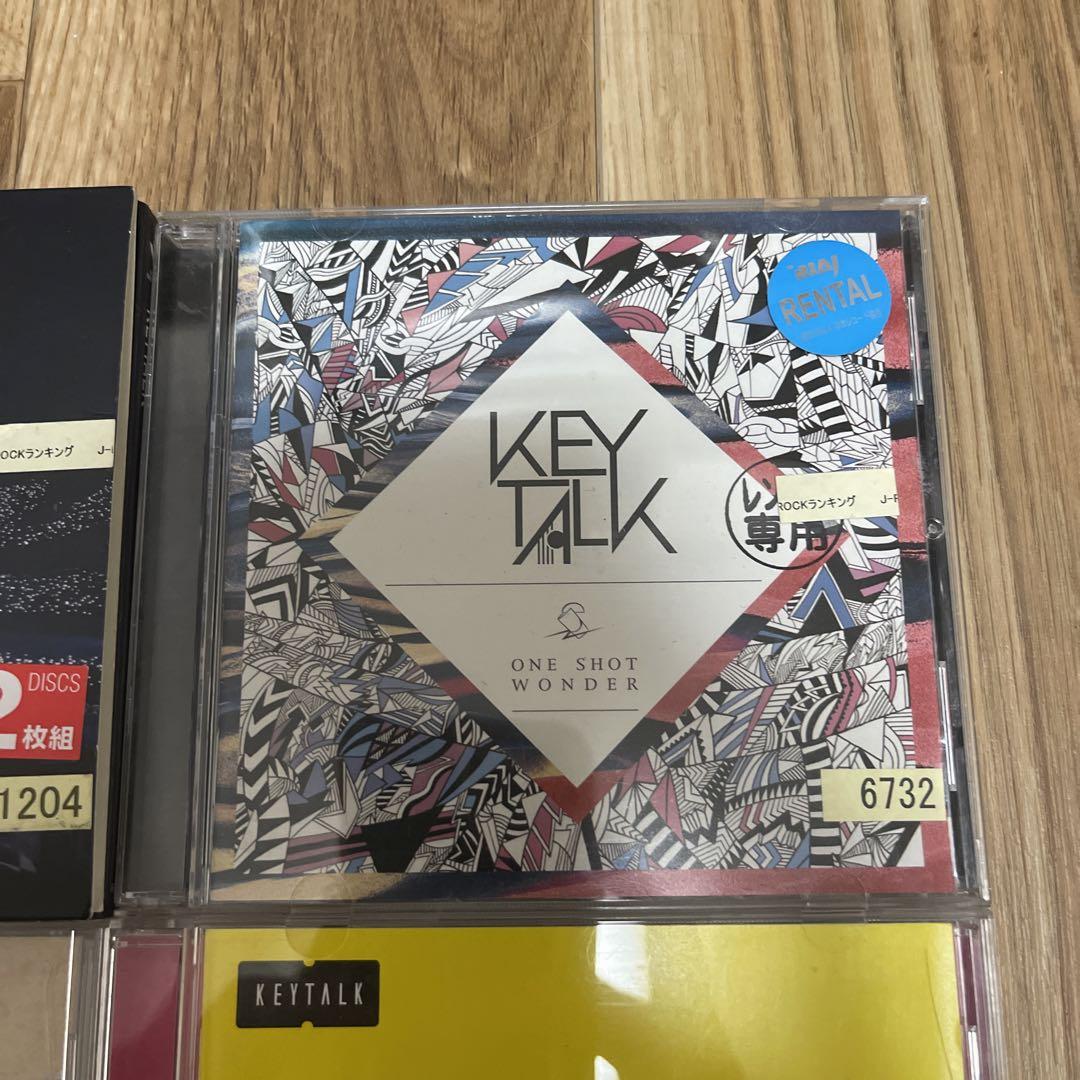 RENTAL
KEY
TALK
ROCKランキング J-
レ
ROCKランキング J-F
専用
ONE SHOT
WONDER
2
DISCS
枚組
1204
6732
KEYTALK